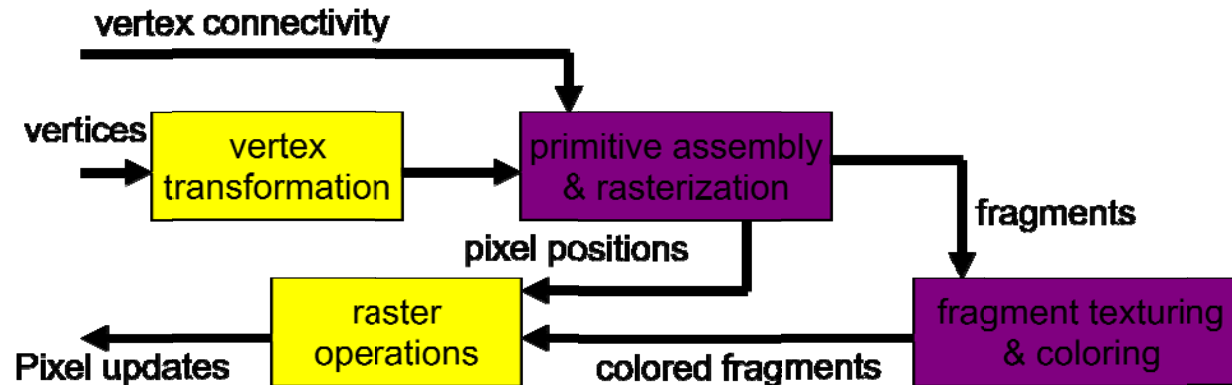 vertex connectivity
vertices
vertex
transformation
primitive assembly
& rasterization
fragments
pixel positions
raster
operations
fragment texturing
& coloring
Pixel updates
colored fragments